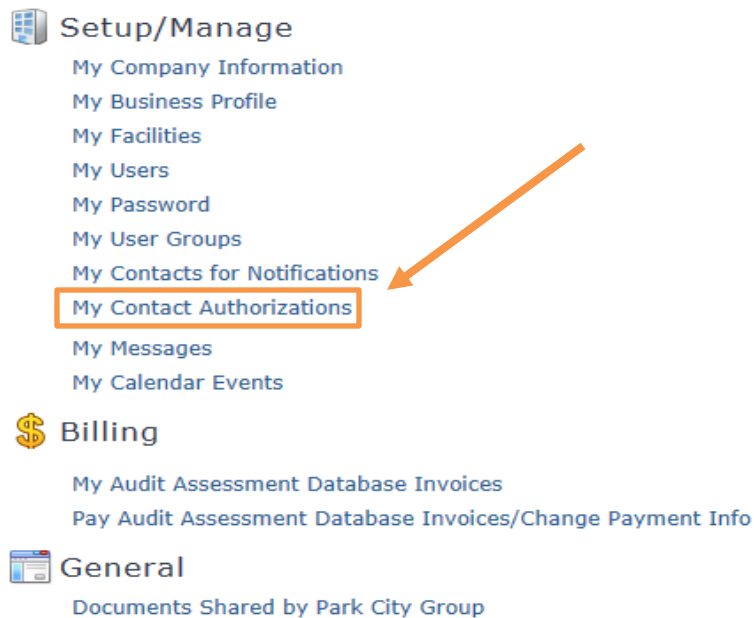 Setup/Manage
My Company Information
My Business Profile
My Facilities
My Users
My Password
My User Groups
My Contacts for Notifications
My Contact Authorizations
My Messages
My Calendar Events
Billing
My Audit Assessment Database Invoices
Pay Audit Assessment Database Invoices/Change Payment Info
General
Documents Shared by Park City Group